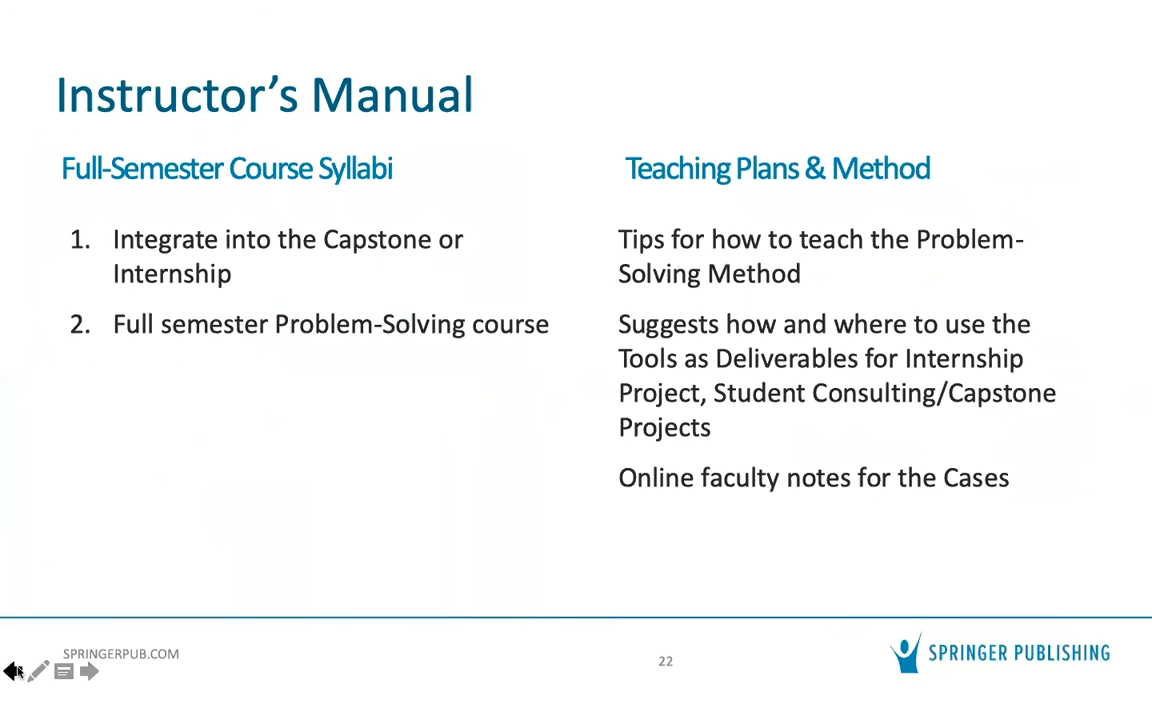 Instructor’s Manual
Full-Semester Course Syllabi
1. Integrate into the Capstone or
Internship
2. Full semester Problem-Solving course
Teaching Plans & Method
Tips for how to teach the Problem-
Solving Method
Suggests how and where to use the
Tools as Deliverables for Internship
Project, Student Consulting/Capstone
Projects
Online faculty notes for the Cases
SPRINGERPUB.COM
22
SPRINGER PUBLISHING